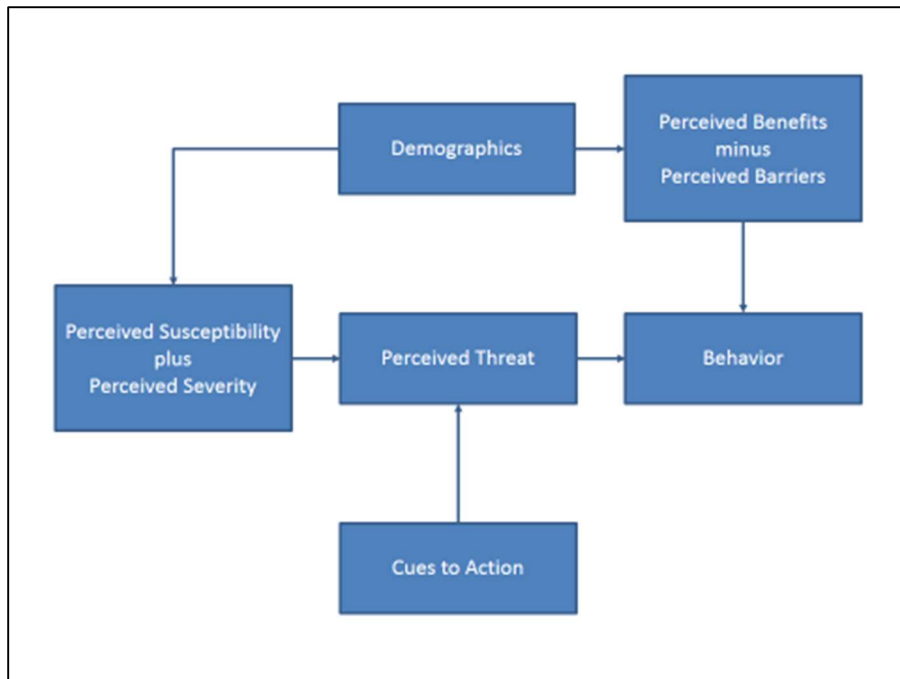 Demographics
Perceived Benefits
minus
Perceived Barriers
Perceived Susceptibility
plus
Perceived Severity
Perceived Threat
Behavior
Cues to Action